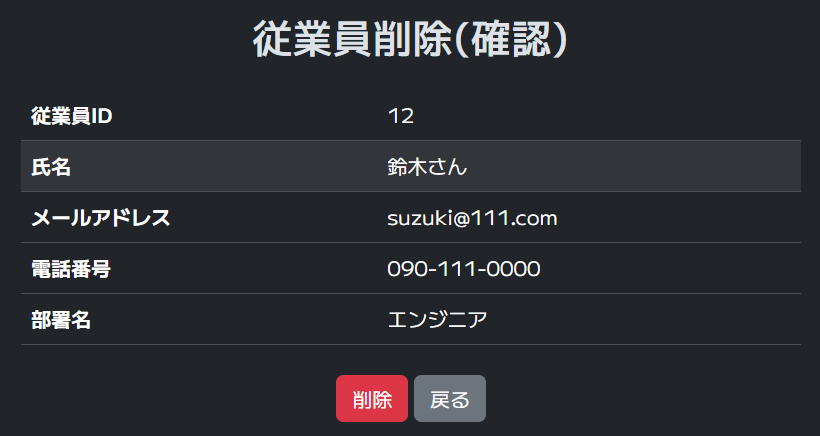 従業員削除(確認)
従業員ID 12
氏名 鈴木さん
メールアドレス suzuki@111.com
電話番号 090-111-0000
部署名 エンジニア
削除 戻る